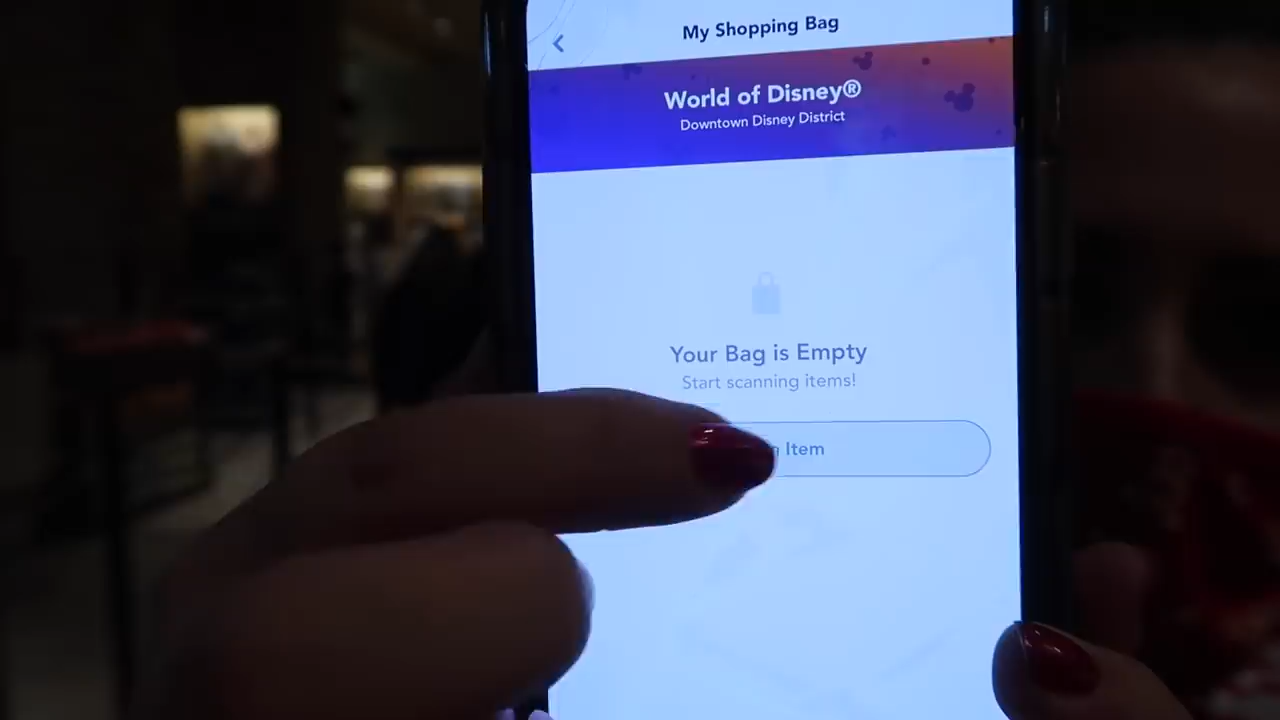 My Shopping Bag
World of Disney®
Downtown Disney District
Your Bag is Empty
Start scanning items!
Item